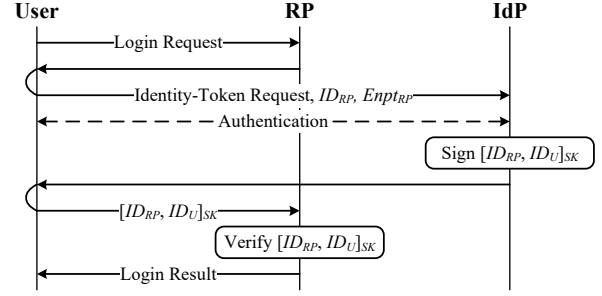 User RP IdP
Login Request
Identity-Token Request, ID_RP, Enpt_RP
Authentication
Sign [ID_RP, ID_U]_SK
[ID_RP, ID_U]_SK
Verify [ID_RP, ID_U]_SK
Login Result